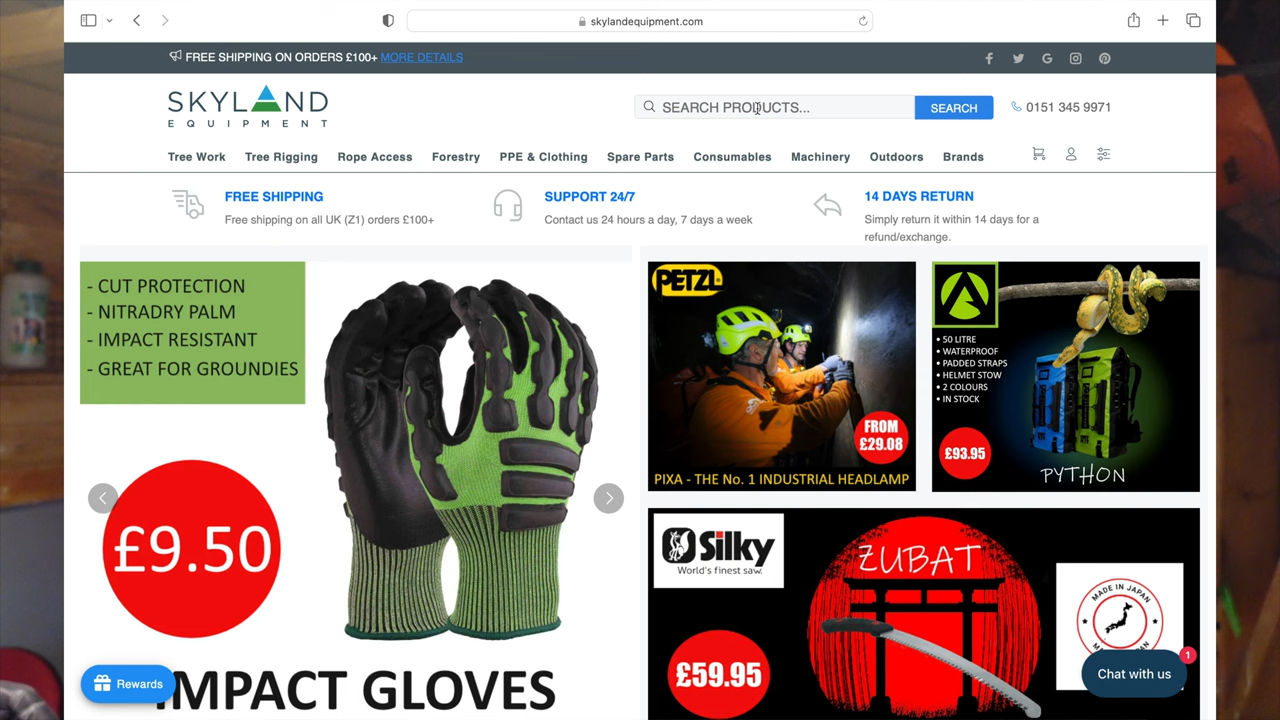 skylandequipment.com
FREE SHIPPING ON ORDERS £100+ MORE DETAILS
SKYLAND
EQUIPMENT
SEARCH PRODUCTS...
SEARCH
0151 345 9971
Tree Work
Tree Rigging
Rope Access
Forestry
PPE & Clothing
Spare Parts
Consumables
Machinery
Outdoors
Brands
FREE SHIPPING
Free shipping on all UK (Z1) orders £100+
SUPPORT 24/7
Contact us 24 hours a day, 7 days a week
14 DAYS RETURN
Simply return it within 14 days for a
refund/exchange.
- CUT PROTECTION
- NITRADRY PALM
- IMPACT RESISTANT
- GREAT FOR GROUNDIES
£9.50
IMPACT GLOVES
PETZL
FROM
£29.08
PIXA - THE No. 1 INDUSTRIAL HEADLAMP
• 50 LITRE
• WATERPROOF
• PADDED STRAPS
• HELMET STOW
• 2 COLOURS
• IN STOCK
£93.95
PYTHON
Silky
World's finest saw.
ZUBAT
£59.95
MADE IN JAPAN
Rewards
Chat with us
1